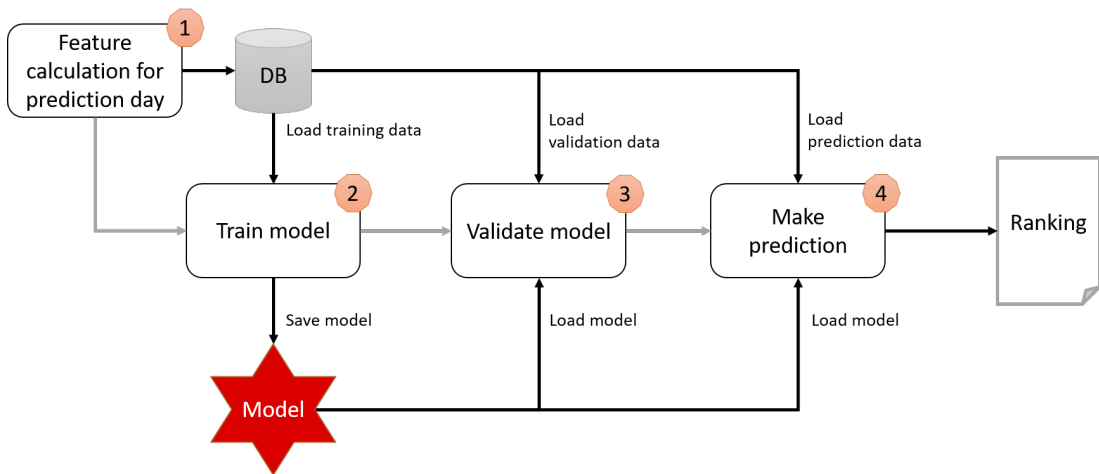 1
Feature
calculation for
prediction day
DB
Load training data
Load
validation data
Load
prediction data
2
Train model
3
Validate model
4
Make
prediction
Ranking
Save model
Load model
Load model
Model